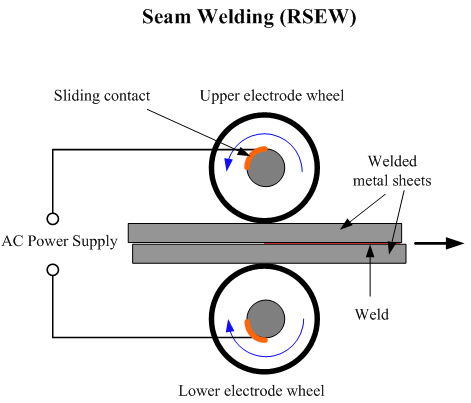 Seam Welding (RSEW)
Sliding contact
Upper electrode wheel
Welded
metal sheets
AC Power Supply
Weld
Lower electrode wheel